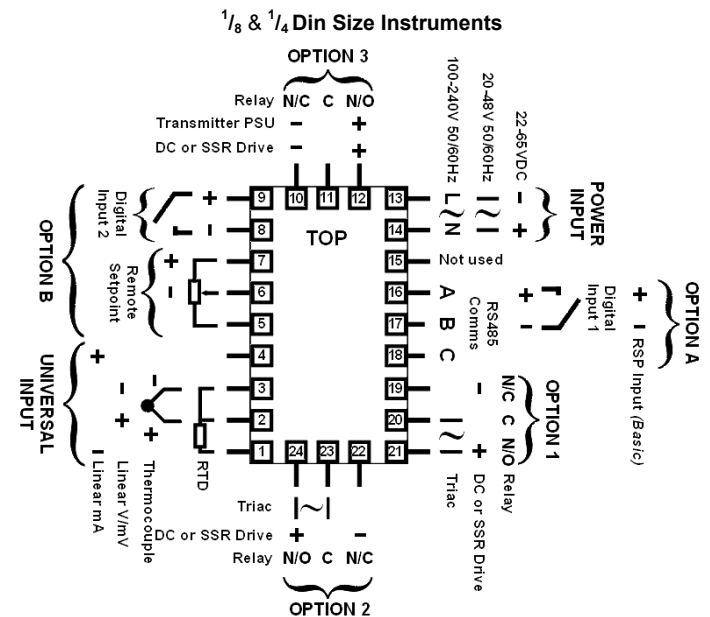 1/8 & 1/4 Din Size Instruments
OPTION 3
Relay N/C C N/O
Transmitter PSU − +
DC or SSR Drive − +
100-240V 50/60Hz
20-48V 50/60Hz
22-65VDC
L ~ N
− +
POWER
INPUT
9 10 11 12 13
8 TOP 14
7 15 Not used
6 16 A
5 17 B
4 18 C
3 19
2 20
1 24 23 22 21
OPTION B
Digital
Input 2
+ −
Remote
Setpoint
+ −
UNIVERSAL
INPUT
+ − Linear mA
− + Linear V/mV
− + Thermocouple
RTD
RS485
Comms
+ −
Digital
Input 1
+ − RSP Input (Basic)
OPTION A
OPTION 1
N/C C N/O Relay
− + DC or SSR Drive
~ Triac
Triac ~
DC or SSR Drive + −
Relay N/O C N/C
OPTION 2